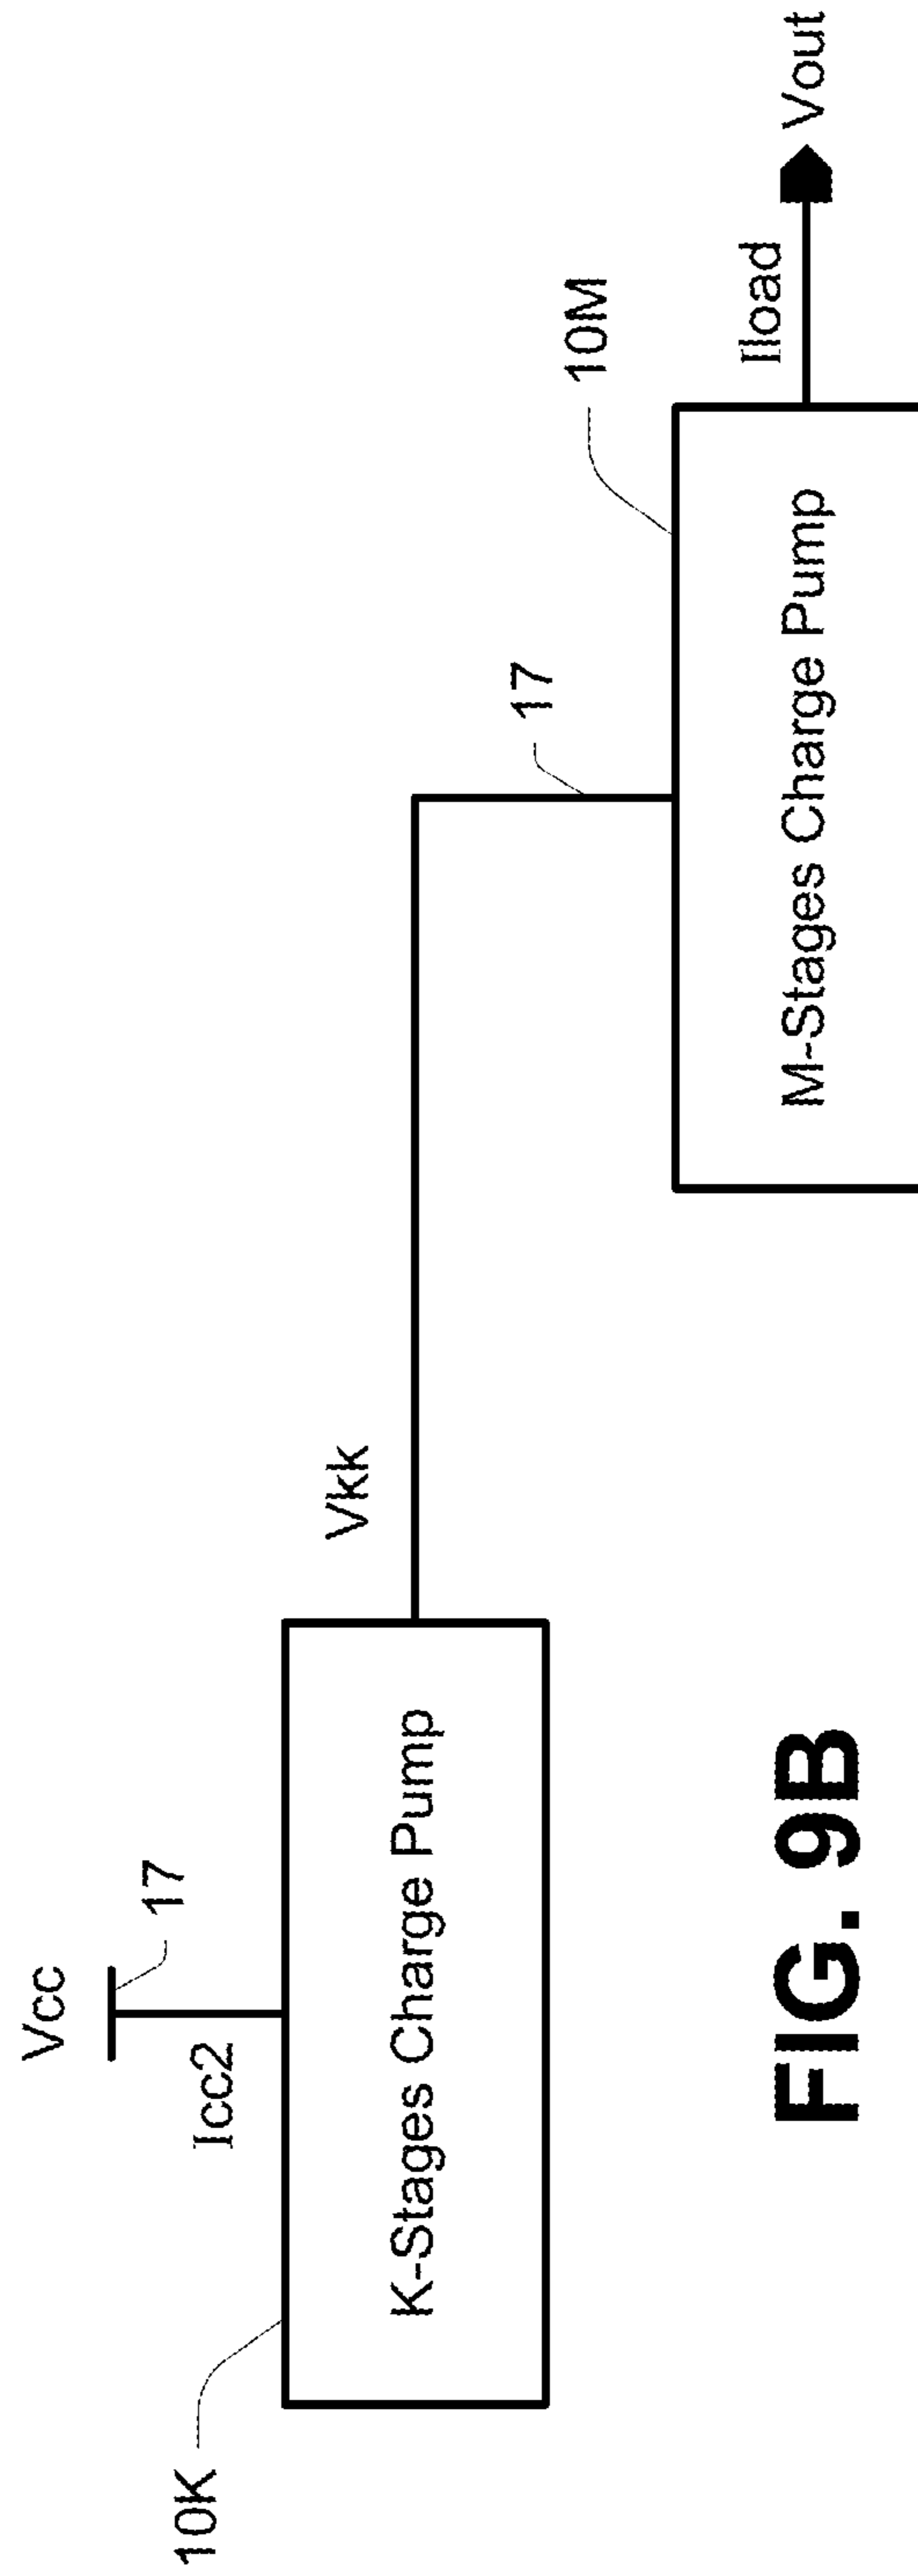 Vcc
17
Icc2
10K
K-Stages Charge Pump
Vkk
17
10M
M-Stages Charge Pump
Iload
Vout
FIG. 9B